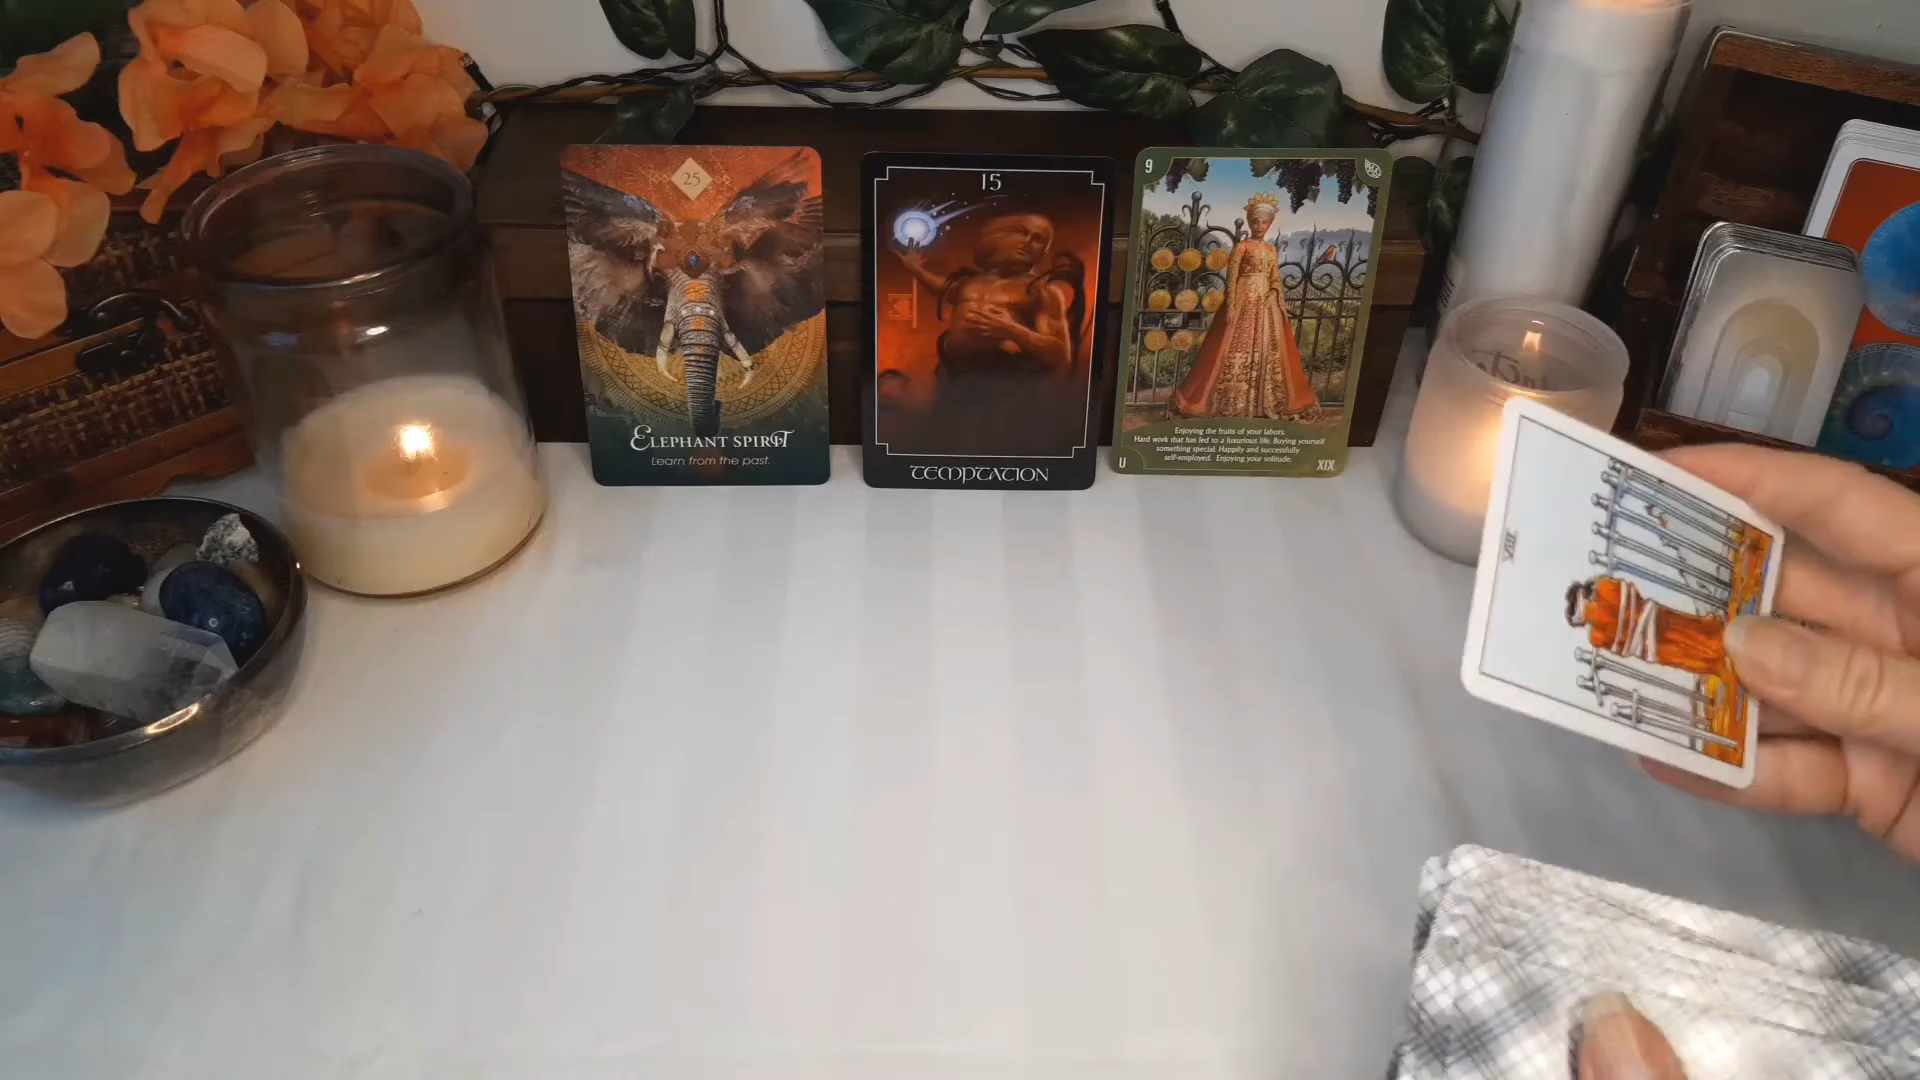 25
ELEPHANT SPIRIT
Learn from the past.
15
TEMPTATION
9
Enjoying the fruits of your labors.
Hard work that has led to a luxurious life. Buying yourself
something special. Happily and successfully
self-employed. Enjoying your solitude.
U
XIX
VIII